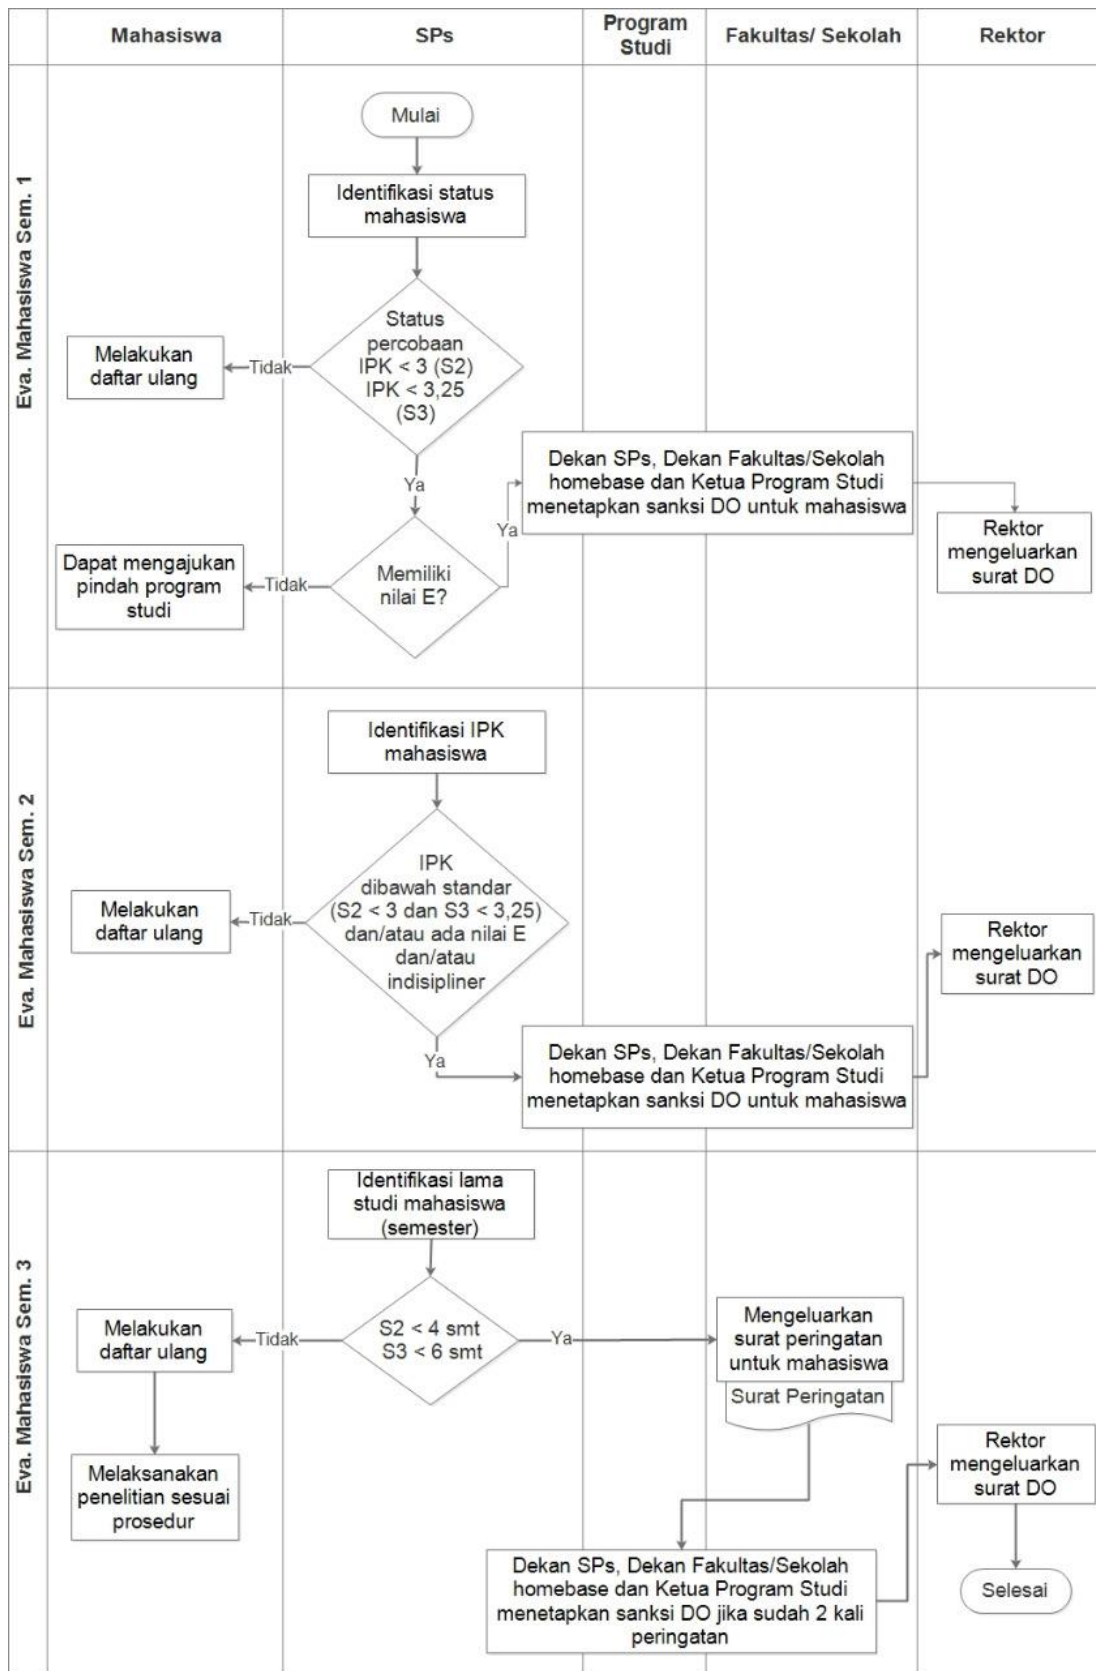 Mahasiswa
SPs
Program
Studi
Fakultas/ Sekolah
Rektor
Eva. Mahasiswa Sem. 1
Mulai
Identifikasi status
mahasiswa
Status
percobaan
IPK < 3 (S2)
IPK < 3,25
(S3)
Tidak
Melakukan
daftar ulang
Ya
Memiliki
nilai E?
Tidak
Dapat mengajukan
pindah program
studi
Ya
Dekan SPs, Dekan Fakultas/Sekolah
homebase dan Ketua Program Studi
menetapkan sanksi DO untuk mahasiswa
Rektor
mengeluarkan
surat DO
Eva. Mahasiswa Sem. 2
Identifikasi IPK
mahasiswa
IPK
dibawah standar
(S2 < 3 dan S3 < 3,25)
dan/atau ada nilai E
dan/atau
indisipliner
Tidak
Melakukan
daftar ulang
Ya
Dekan SPs, Dekan Fakultas/Sekolah
homebase dan Ketua Program Studi
menetapkan sanksi DO untuk mahasiswa
Rektor
mengeluarkan
surat DO
Eva. Mahasiswa Sem. 3
Identifikasi lama
studi mahasiswa
(semester)
S2 < 4 smt
S3 < 6 smt
Tidak
Melakukan
daftar ulang
Melaksanakan
penelitian sesuai
prosedur
Ya
Mengeluarkan
surat peringatan
untuk mahasiswa
Surat Peringatan
Dekan SPs, Dekan Fakultas/Sekolah
homebase dan Ketua Program Studi
menetapkan sanksi DO jika sudah 2 kali
peringatan
Rektor
mengeluarkan
surat DO
Selesai